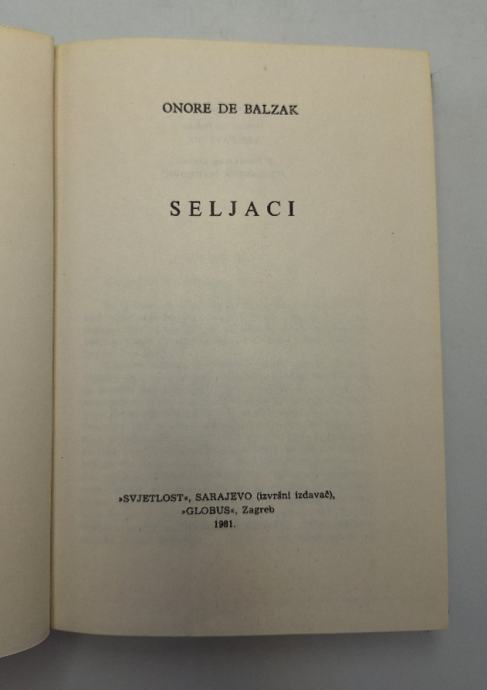 ONORE DE BALZAK
SELJACI
»SVJETLOST«, SARAJEVO (izvršni izdavač),
»GLOBUS«, Zagreb
1981.